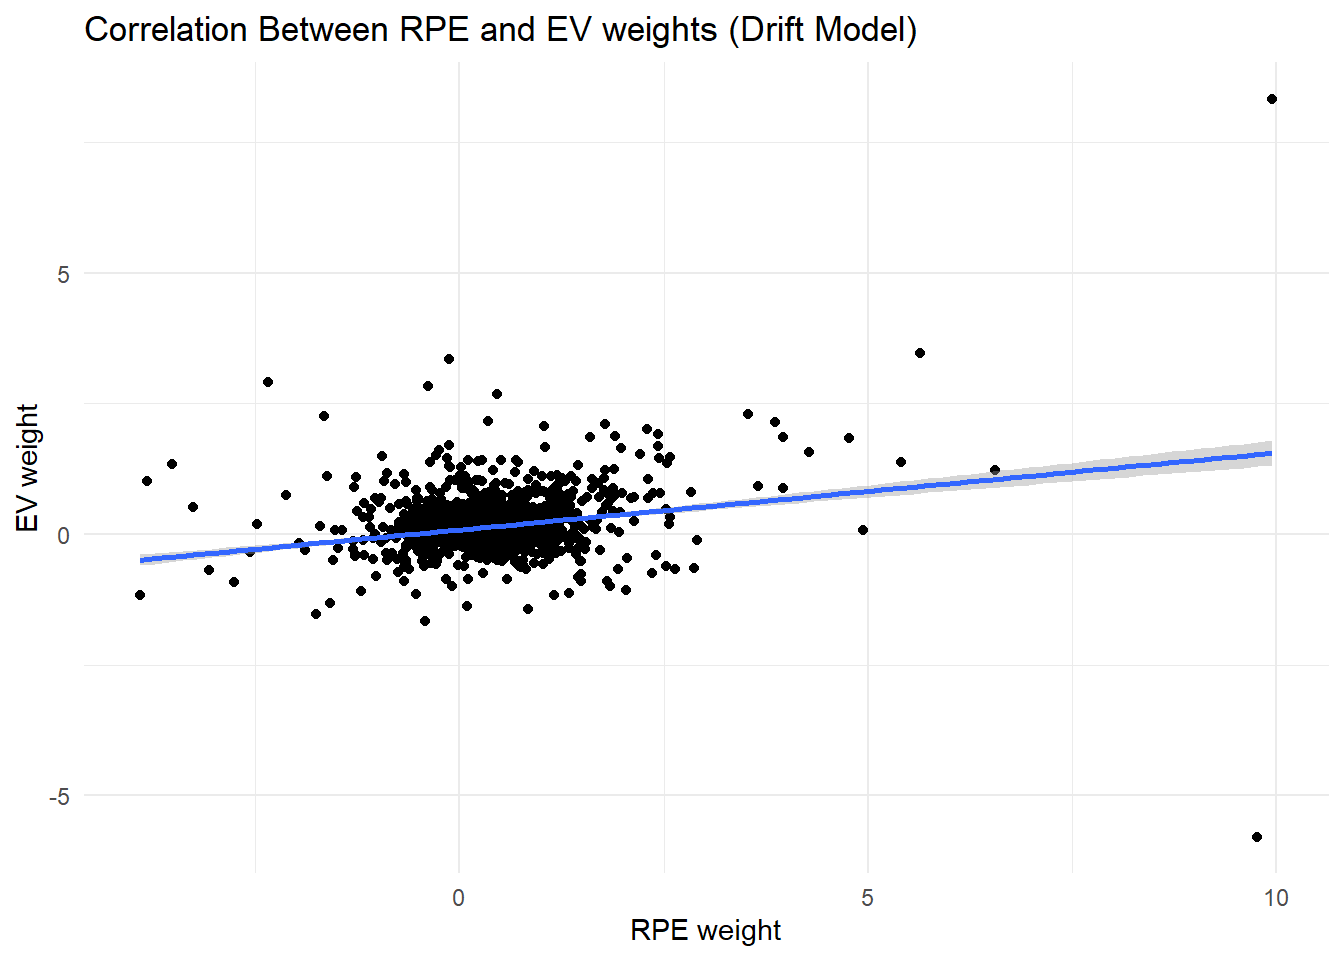 Correlation Between RPE and EV weights (Drift Model)
EV weight
5
0
-5
0 5 10
RPE weight